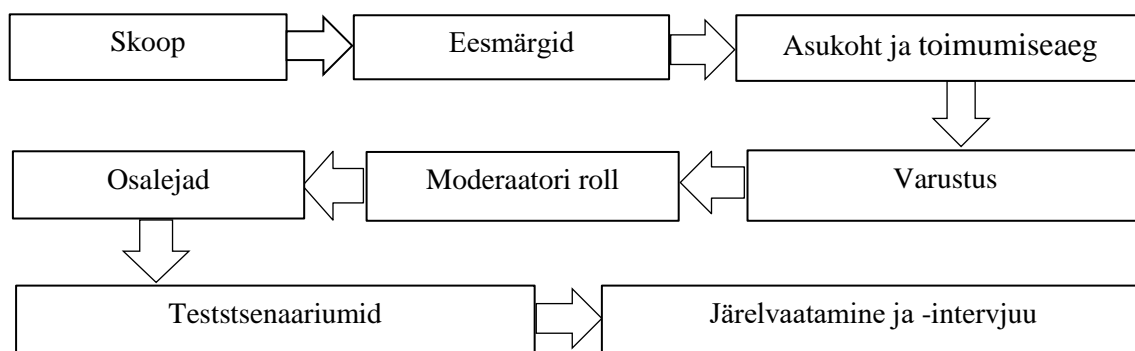 Skoop
Eesmärgid
Asukoht ja toimumiseaeg
Varustus
Moderaatori roll
Osalejad
Teststsenaariumid
Järelvaatamine ja -intervjuu